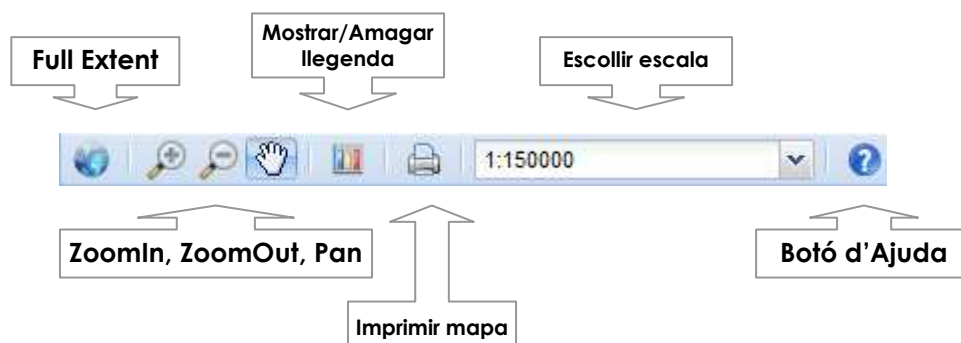 Full Extent
Mostrar/Amagar
llegenda
Escollir escala
1:150000
?
ZoomIn, ZoomOut, Pan
Botó d'Ajuda
Imprimir mapa